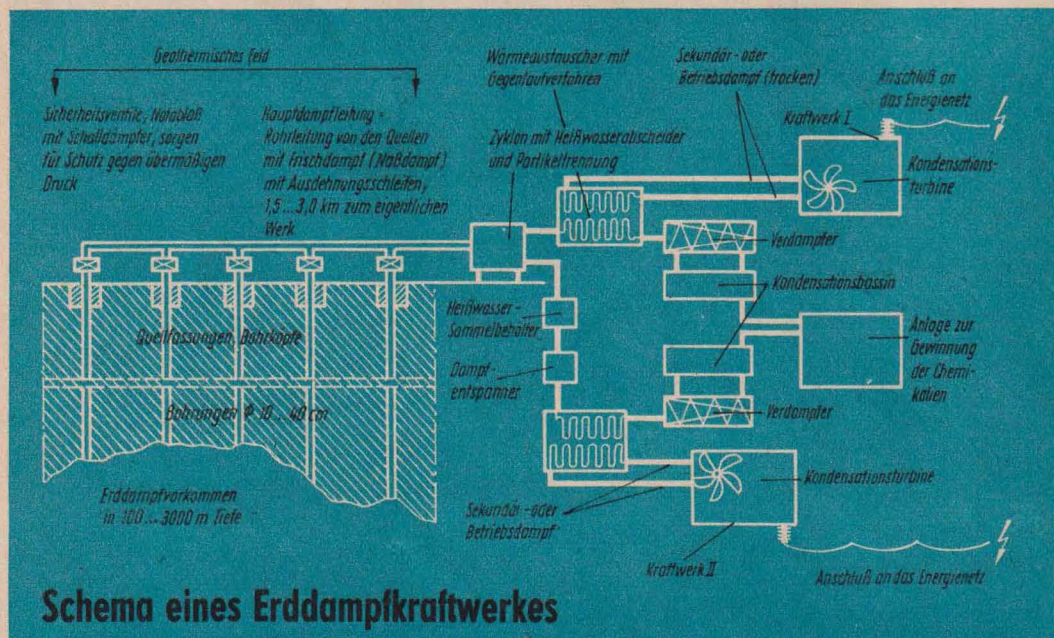 Geothermisches Feld
Sicherheitsventile, Notablaß
mit Schalldämpfer, sorgen
für Schutz gegen übermäßigen
Druck
Hauptdampfleitung =
Rohrleitung von den Quellen
mit Frischdampf (Naßdampf)
mit Ausdehnungsschleifen,
1,5 ... 3,0 km zum eigentlichen
Werk
Wärmeaustauscher mit
Gegenlaufverfahren
Zyklon mit Heißwasserabscheider
und Partikeltrennung
Sekundär- oder
Betriebsdampf (trocken)
Anschluß an
das Energienetz
Kraftwerk I
Kondensations-
turbine
Verdampfer
Kondensationsbassin
Heißwasser-
Sammelbehälter
Dampf-
entspanner
Anlage zur
Gewinnung
der Chemi-
kalien
Verdampfer
Quellfassungen, Bohrköpfe
Bohrungen Φ 10 ... 40 cm
Erddampfvorkommen
in 100 ... 3000 m Tiefe
Sekundär- oder
Betriebsdampf
Kondensationsturbine
Kraftwerk II
Anschluß an das Energienetz
Schema eines Erddampfkraftwerkes